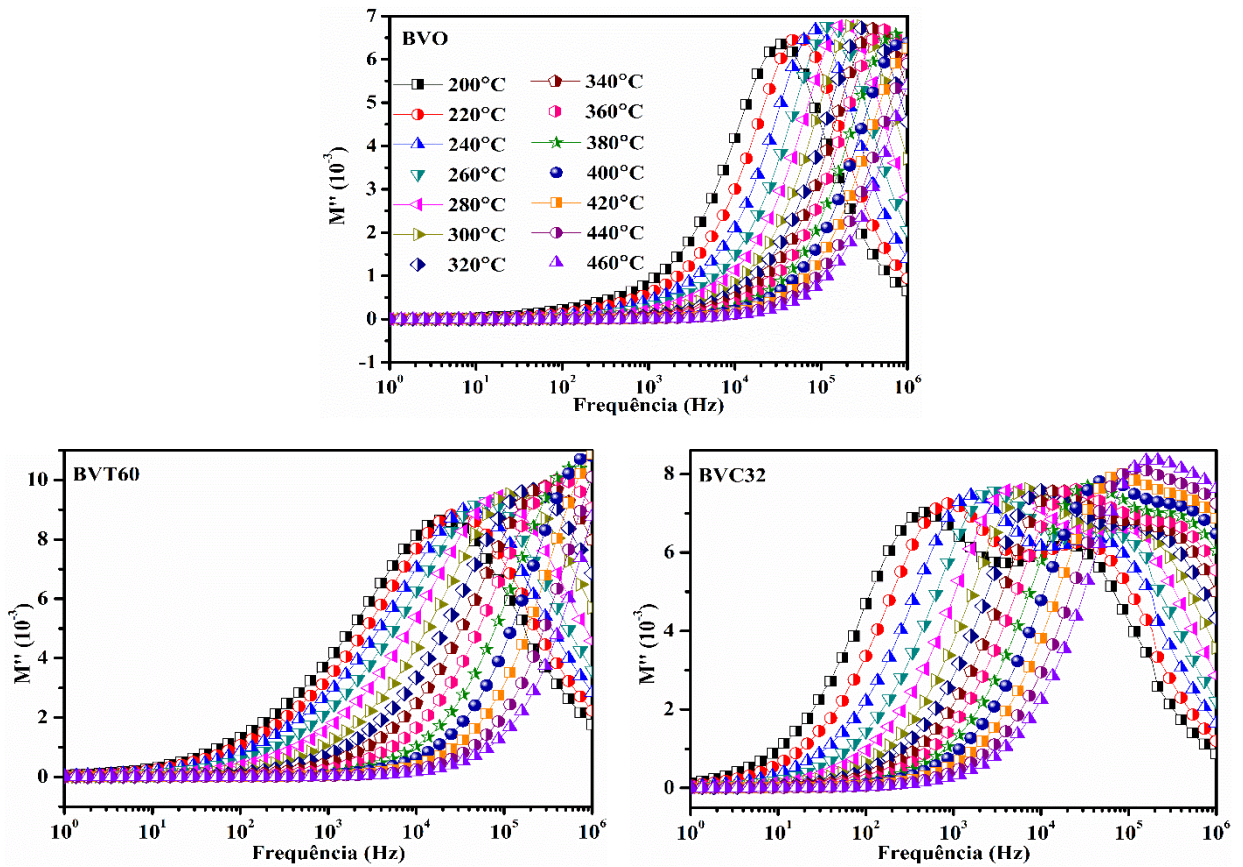 BVO
200°C
220°C
240°C
260°C
280°C
300°C
320°C
340°C
360°C
380°C
400°C
420°C
440°C
460°C
M'' (10⁻³)
7
6
5
4
3
2
1
0
-1
10⁰ 10¹ 10² 10³ 10⁴ 10⁵ 10⁶
Frequência (Hz)
BVT60
M'' (10⁻³)
10
8
6
4
2
0
10⁰ 10¹ 10² 10³ 10⁴ 10⁵ 10⁶
Frequência (Hz)
BVC32
M'' (10⁻³)
8
6
4
2
0
10⁰ 10¹ 10² 10³ 10⁴ 10⁵ 10⁶
Frequência (Hz)